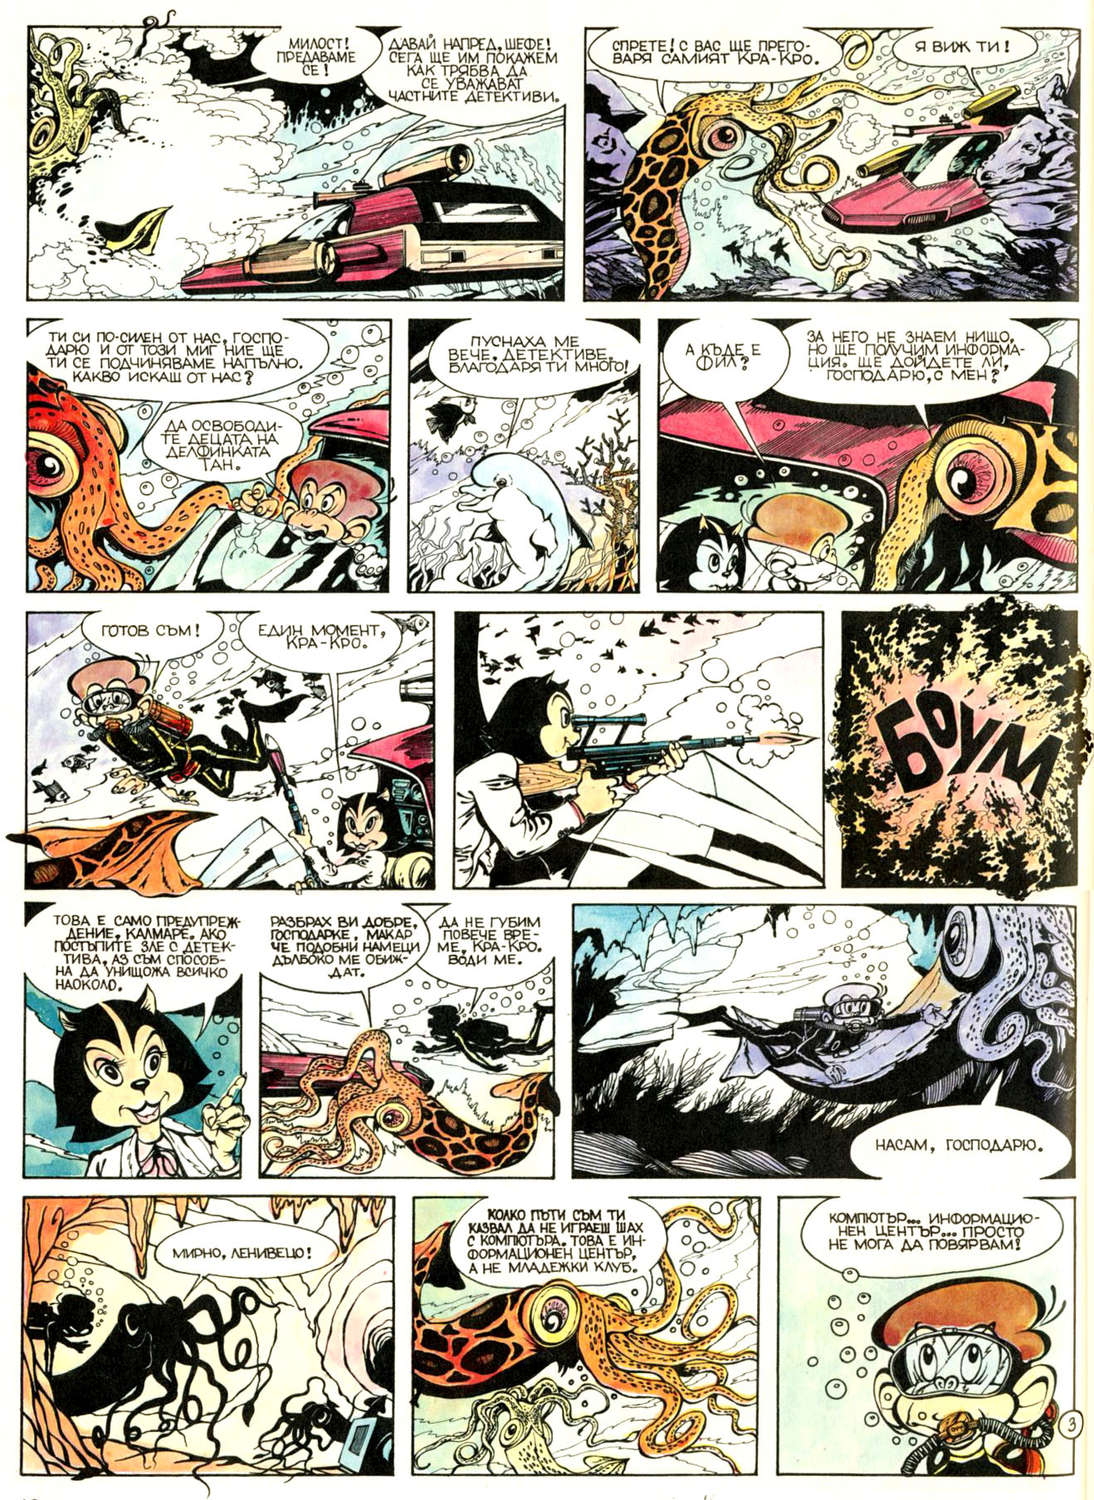 МИЛОСТ!
ПРЕДАВАМЕ
СЕ!
ДАВАЙ НАПРЕД, ШЕФЕ!
СЕГА ЩЕ ИМ ПОКАЖЕМ
КАК ТРЯБВА ДА
СЕ УВАЖАВАТ
ЧАСТНИТЕ ДЕТЕКТИВИ.
СПРЕТЕ! С ВАС ЩЕ ПРЕГО-
ВАРЯ САМИЯТ КРА-КРО.
Я ВИЖ ТИ!
ТИ СИ ПО-СИЛЕН ОТ НАС, ГОСПО-
ДАРЮ И ОТ ТОЗИ МИГ НИЕ ЩЕ
ТИ СЕ ПОДЧИНЯВАМЕ НАПЪЛНО.
КАКВО ИСКАШ ОТ НАС?
ДА ОСВОБОДИ-
ТЕ ДЕЦАТА НА
ДЕЛФИНКАТА
ТАН.
ПУСНАХА МЕ
ВЕЧЕ, ДЕТЕКТИВЕ,
БЛАГОДАРЯ ТИ МНОГО!
А КЪДЕ Е
ФИЛ?
ЗА НЕГО НЕ ЗНАЕМ НИЩО,
НО ЩЕ ПОЛУЧИМ ИНФОРМА-
ЦИЯ. ЩЕ ДОЙДЕТЕ ЛИ,
ГОСПОДАРЮ, С МЕН?
ГОТОВ СЪМ!
ЕДИН МОМЕНТ,
КРА-КРО.
БОУМ
ТОВА Е САМО ПРЕДУПРЕЖ-
ДЕНИЕ, КАЛМАРЕ. АКО
ПОСТЪПИТЕ ЗЛЕ С ДЕТЕК-
ТИВА, АЗ СЪМ СПОСОБ-
НА ДА УНИЩОЖА ВСИЧКО
НАОКОЛО.
РАЗБРАХ ВИ ДОБРЕ,
ГОСПОДАРКЕ, МАКАР
ЧЕ ПОДОБНИ НАМЕЦИ
ДЪЛБОКО МЕ ОБИЖ-
ДАТ.
ДА НЕ ГУБИМ
ПОВЕЧЕ ВРЕ-
МЕ, КРА-КРО.
ВОДИ МЕ.
НАСАМ, ГОСПОДАРЮ.
МИРНО, ЛЕНИВЕЦО!
КОЛКО ПЪТИ СЪМ ТИ
КАЗВАЛ ДА НЕ ИГРАЕШ ШАХ
С КОМПЮТЪРА. ТОВА Е ИН-
ФОРМАЦИОНЕН ЦЕНТЪР,
А НЕ МЛАДЕЖКИ КЛУБ.
КОМПЮТЪР... ИНФОРМАЦИО-
НЕН ЦЕНТЪР... ПРОСТО
НЕ МОГА ДА ПОВЯРВАМ!
3